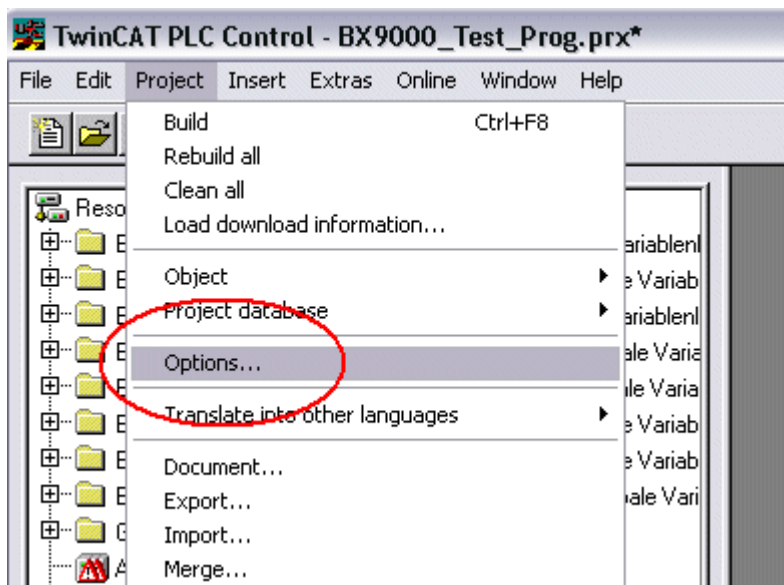 TwinCAT PLC Control - BX9000_Test_Prog.prx*
File Edit Project Insert Extras Online Window Help
Build Ctrl+F8
Rebuild all
Clean all
Load download information...
Object
Project database
Options...
Translate into other languages
Document...
Export...
Import...
Merge...